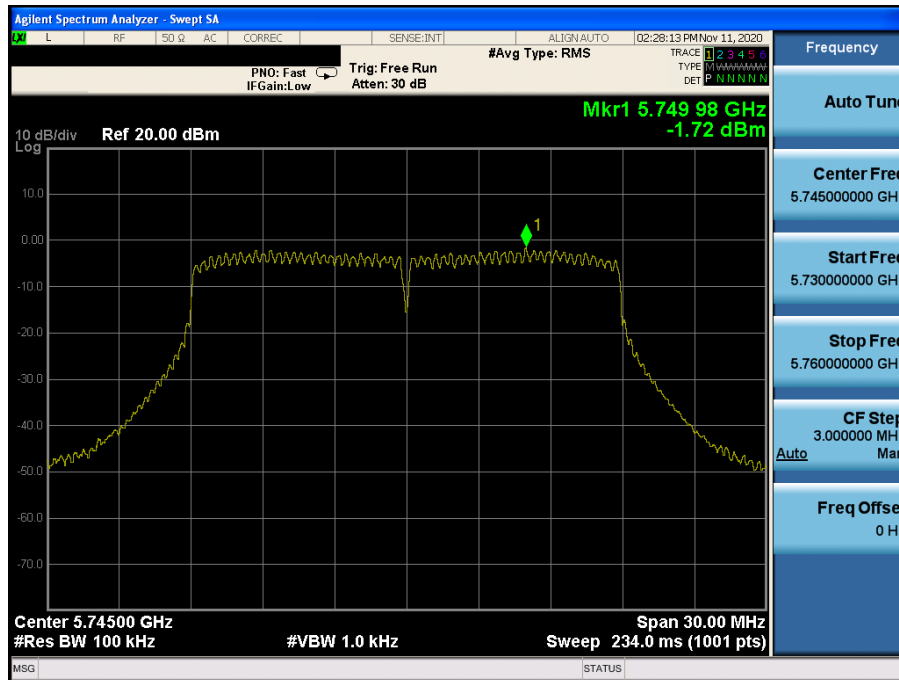 Agilent Spectrum Analyzer - Swept SA
LXI L RF 50 Ω AC CORREC SENSE:INT ALIGN AUTO 02:28:13 PM Nov 11, 2020
PNO: Fast
IFGain:Low
Trig: Free Run
Atten: 30 dB
#Avg Type: RMS
TRACE 1 2 3 4 5 6
TYPE M W W W W W
DET P N N N N N
Mkr1 5.749 98 GHz
-1.72 dBm
10 dB/div
Log
Ref 20.00 dBm
10.0
0.00
-10.0
-20.0
-30.0
-40.0
-50.0
-60.0
-70.0
1
Center 5.74500 GHz
Span 30.00 MHz
#Res BW 100 kHz
#VBW 1.0 kHz
Sweep 234.0 ms (1001 pts)
MSG
STATUS
Frequency
Auto Tun
Center Fre
5.745000000 GH
Start Fre
5.730000000 GH
Stop Fre
5.760000000 GH
CF Step
3.000000 MH
Auto
Ma
Freq Offse
0 H